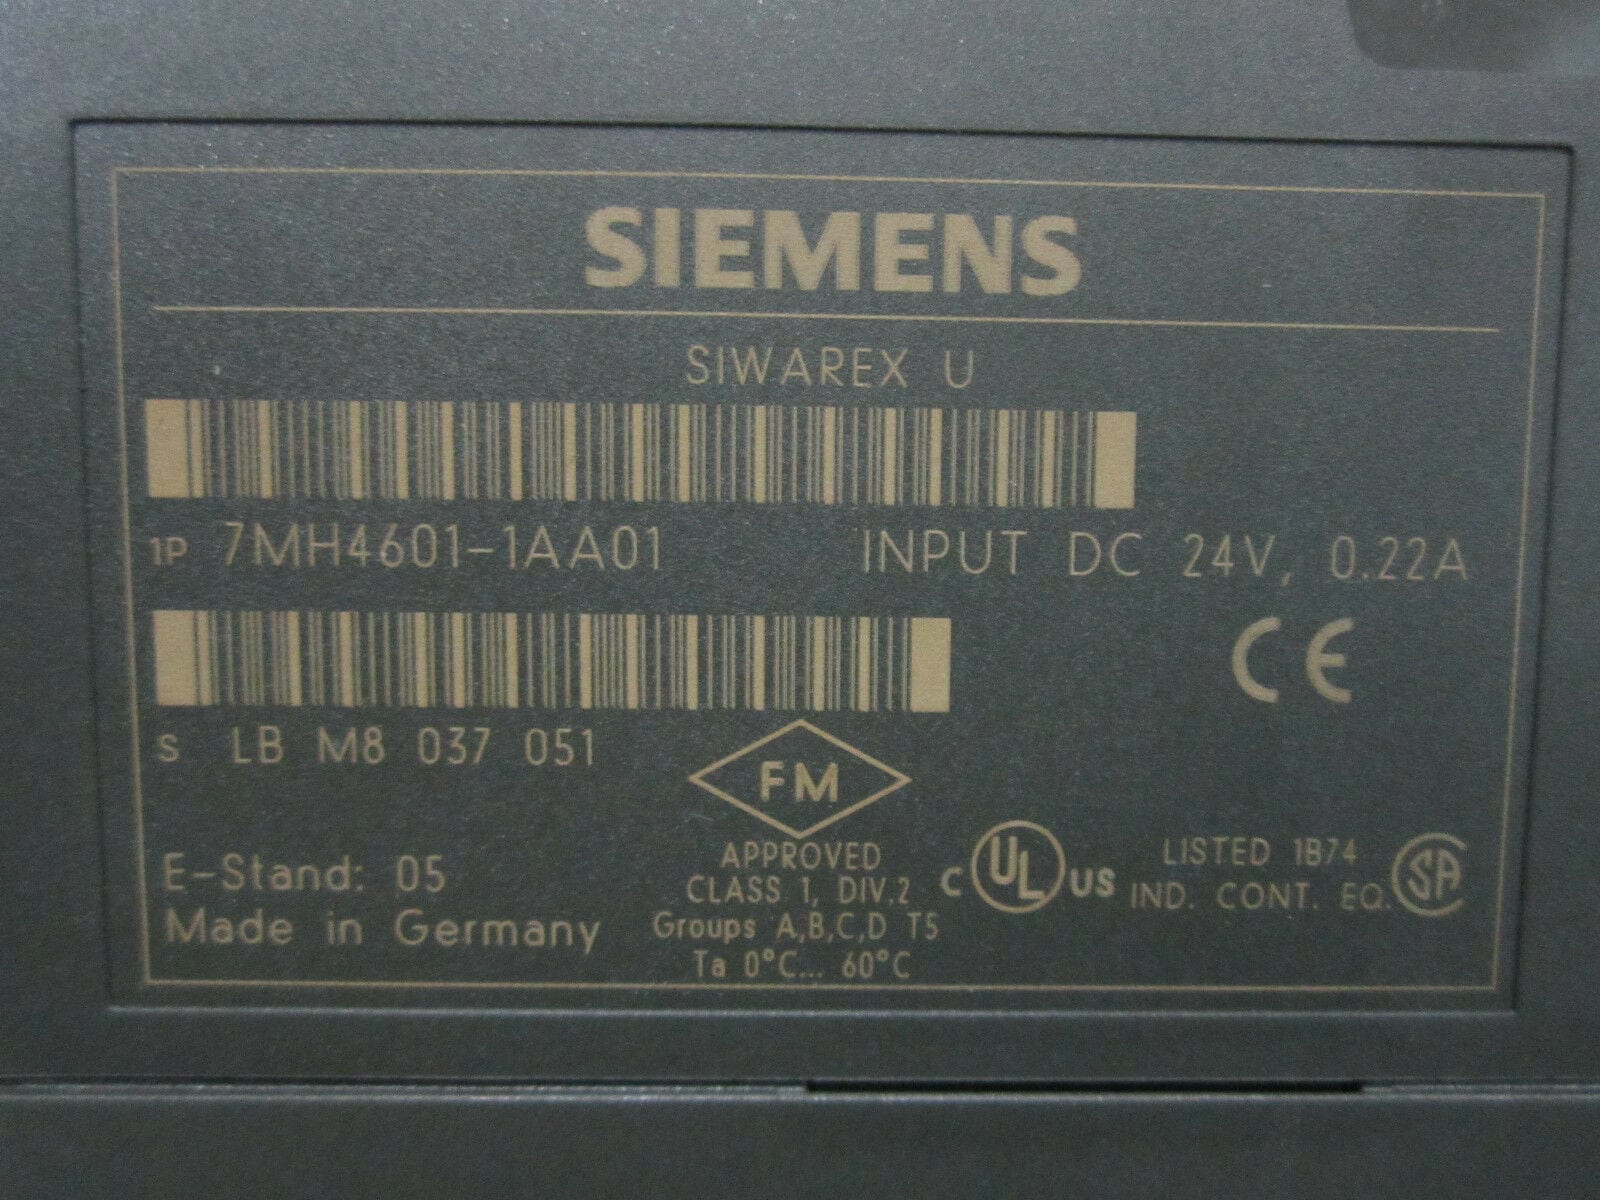 SIEMENS
SIWAREX U
1P 7MH4601-1AA01 INPUT DC 24V, 0.22A
CE
S LB M8 037 051
FM
APPROVED
CLASS 1, DIV.2
Groups A,B,C,D T5
Ta 0°C... 60°C
E-Stand: 05
Made in Germany
C UL US
LISTED 1B74
IND. CONT. EQ.
SA